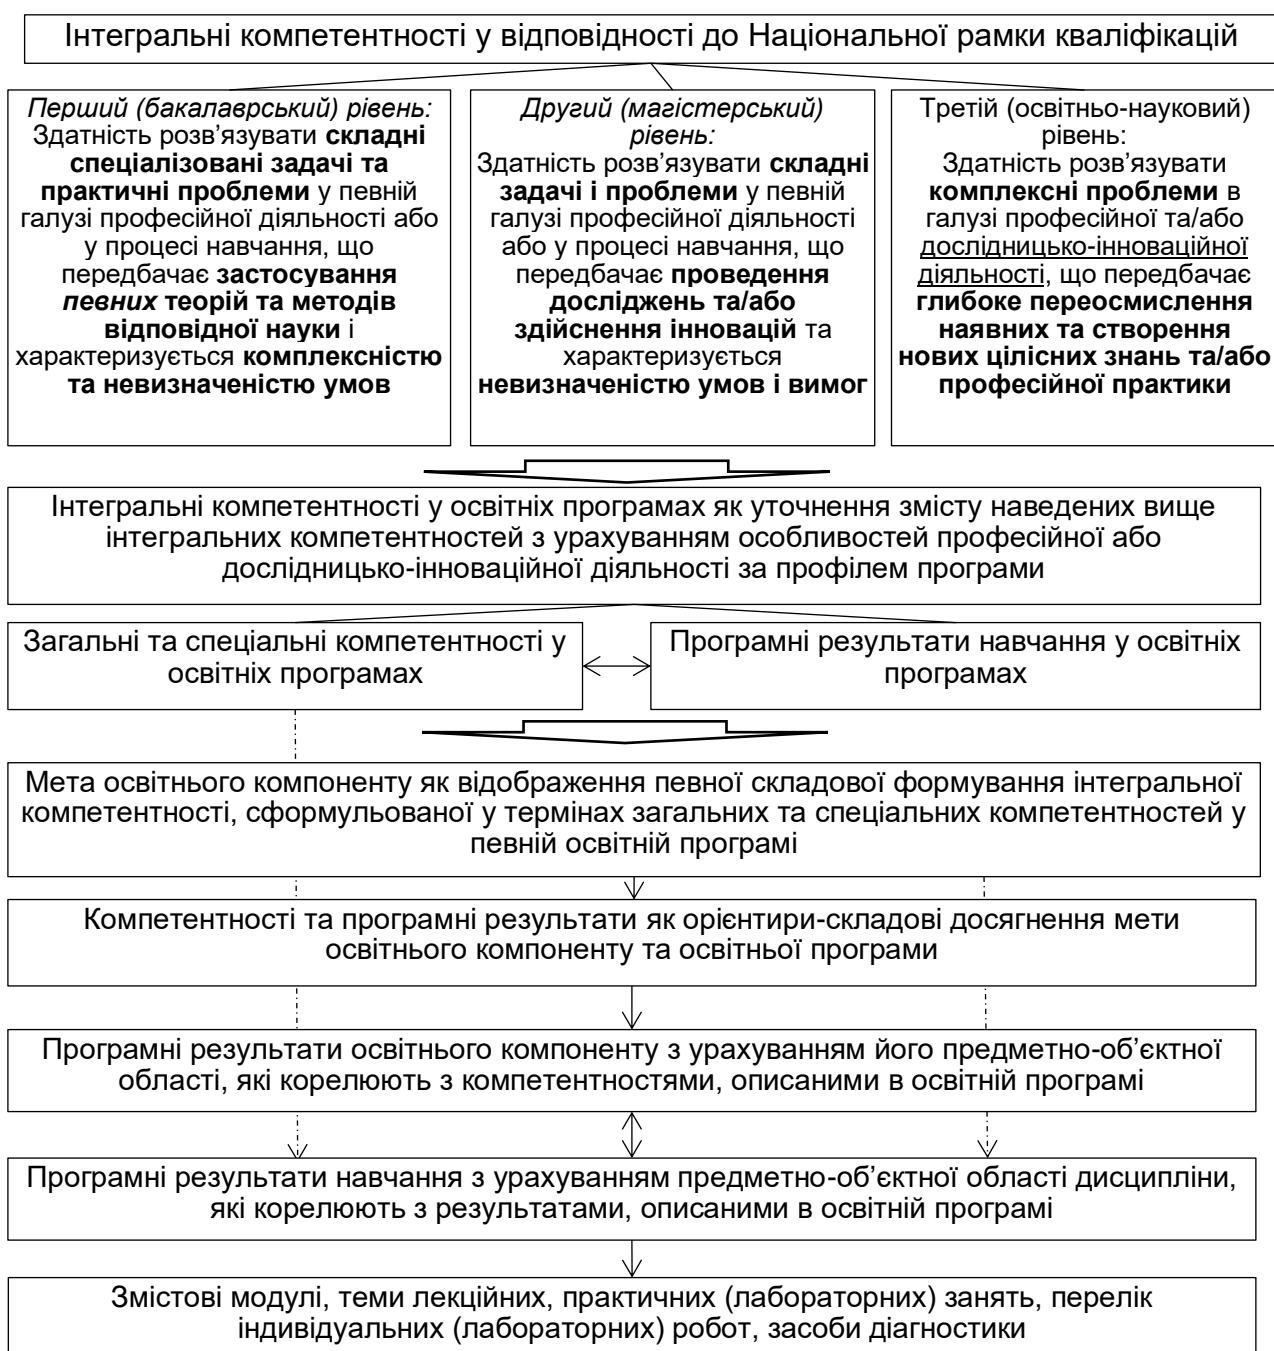 Інтегральні компетентності у відповідності до Національної рамки кваліфікацій
Перший (бакалаврський) рівень:
Здатність розв'язувати складні
спеціалізовані задачі та
практичні проблеми у певній
галузі професійної діяльності або
у процесі навчання, що
передбачає застосування
певних теорій та методів
відповідної науки і
характеризується комплексністю
та невизначеністю умов
Другий (магістерський)
рівень:
Здатність розв'язувати складні
задачі і проблеми у певній
галузі професійної діяльності
або у процесі навчання, що
передбачає проведення
досліджень та/або
здійснення інновацій та
характеризується
невизначеністю умов і вимог
Третій (освітньо-науковий)
рівень:
Здатність розв'язувати
комплексні проблеми в
галузі професійної та/або
дослідницько-інноваційної
діяльності, що передбачає
глибоке переосмислення
наявних та створення
нових цілісних знань та/або
професійної практики
Інтегральні компетентності у освітніх програмах як уточнення змісту наведених вище
інтегральних компетентностей з урахуванням особливостей професійної або
дослідницько-інноваційної діяльності за профілем програми
Загальні та спеціальні компетентності у
освітніх програмах
Програмні результати навчання у освітніх
програмах
Мета освітнього компоненту як відображення певної складової формування інтегральної
компетентності, сформульованої у термінах загальних та спеціальних компетентностей у
певній освітній програмі
Компетентності та програмні результати як орієнтири-складові досягнення мети
освітнього компоненту та освітньої програми
Програмні результати освітнього компоненту з урахуванням його предметно-об’єктної
області, які корелюють з компетентностями, описаними в освітній програмі
Програмні результати навчання з урахуванням предметно-об’єктної області дисципліни,
які корелюють з результатами, описаними в освітній програмі
Змістові модулі, теми лекційних, практичних (лабораторних) занять, перелік
індивідуальних (лабораторних) робот, засоби діагностики